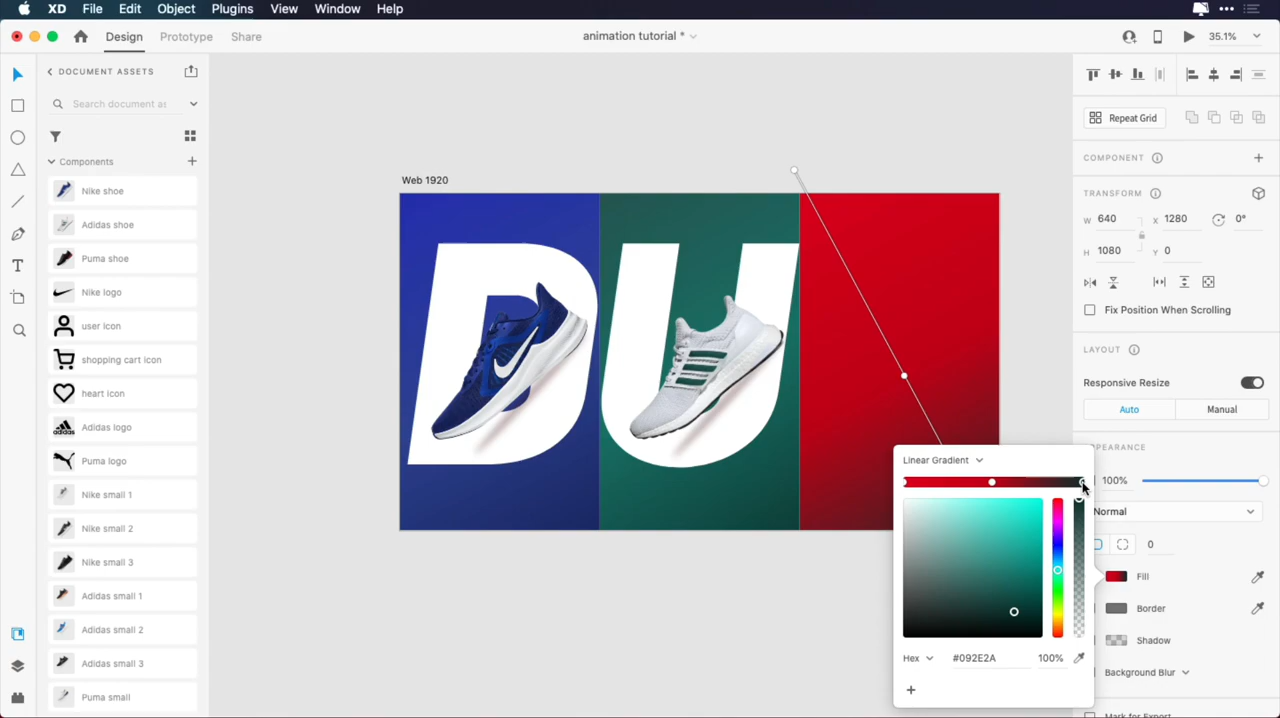 XD File Edit Object Plugins View Window Help
Design Prototype Share
animation tutorial *
35.1%
DOCUMENT ASSETS
Search document as
Components
Nike shoe
Adidas shoe
Puma shoe
Nike logo
user icon
shopping cart icon
heart icon
Adidas logo
Puma logo
Nike small 1
Nike small 2
Nike small 3
Adidas small 1
Adidas small 2
Adidas small 3
Puma small
Web 1920
D U
Linear Gradient
Hex #092E2A 100%
Repeat Grid
COMPONENT
TRANSFORM
W 640 X 1280 0°
H 1080 Y 0
Fix Position When Scrolling
LAYOUT
Responsive Resize
Auto Manual
PPEARANCE
100%
Normal
0
Fill
Border
Shadow
Background Blur
Mark for Export